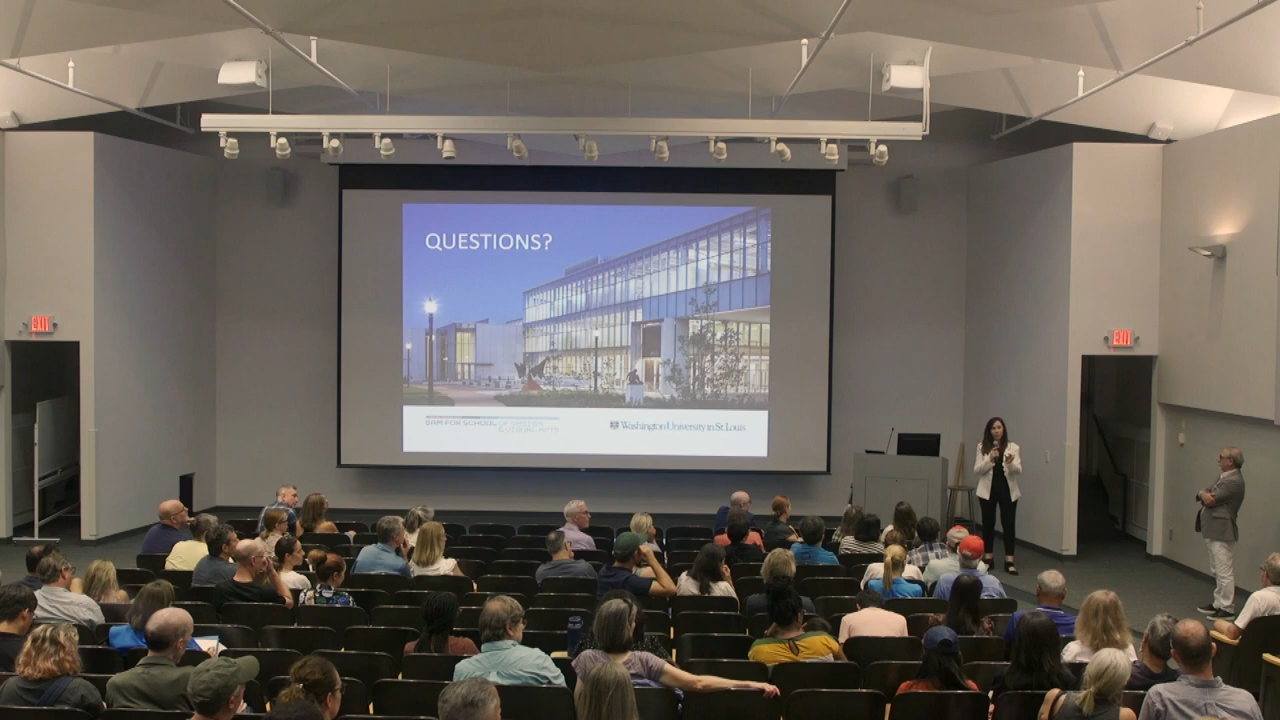 QUESTIONS?
EXIT
EXIT
SAM FOX SCHOOL OF DESIGN
& VISUAL ARTS
Washington University in St. Louis